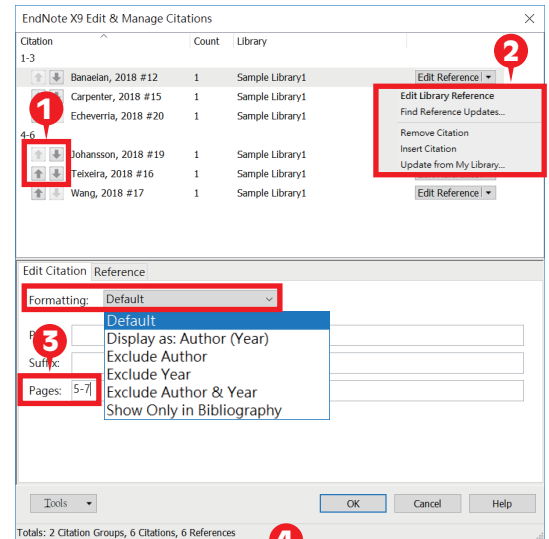 EndNote X9 Edit & Manage Citations
Citation Count Library
1-3
Banaeian, 2018 #12 1 Sample Library1 Edit Reference
2
Carpenter, 2018 #15 1 Sample Library1
Echeverria, 2018 #20 1 Sample Library1
Edit Library Reference
Find Reference Updates...
Remove Citation
Insert Citation
Update from My Library...
1
4-6
Johansson, 2018 #19 1 Sample Library1
Teixeira, 2018 #16 1 Sample Library1
Wang, 2018 #17 1 Sample Library1 Edit Reference
Edit Citation Reference
Formatting: Default
Default
Display as: Author (Year)
Exclude Author
Exclude Year
Exclude Author & Year
Show Only in Bibliography
3
Pages: 5-7
Tools OK Cancel Help
Totals: 2 Citation Groups, 6 Citations, 6 References
4